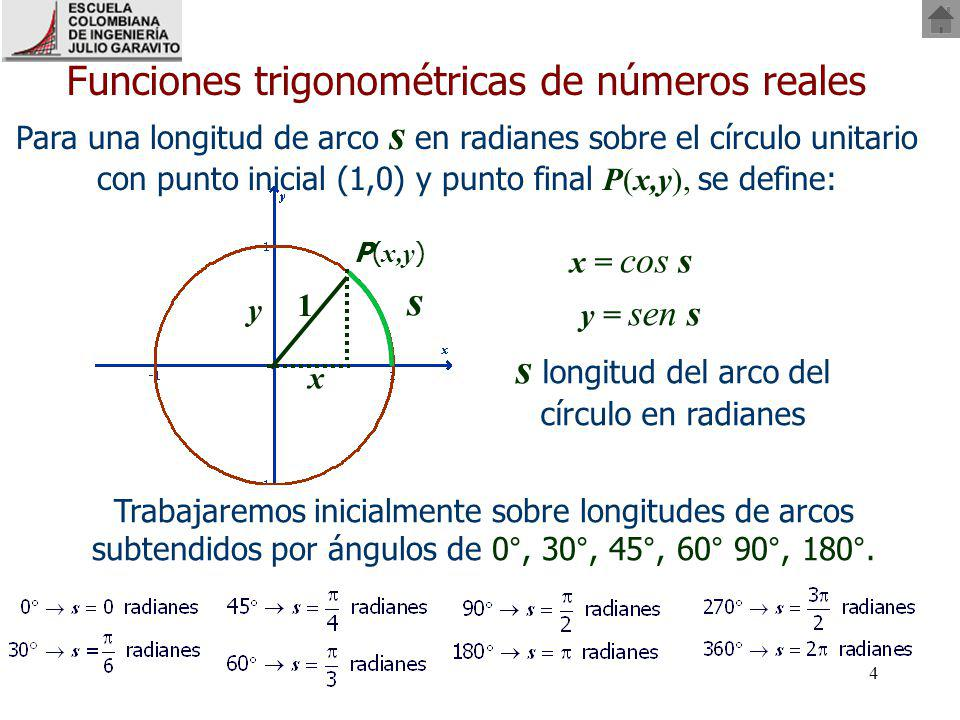 ESCUELA
COLOMBIANA
DE INGENIERÍA
JULIO GARAVITO
Funciones trigonométricas de números reales
Para una longitud de arco s en radianes sobre el círculo unitario
con punto inicial (1,0) y punto final P(x,y), se define:
y
1
P(x,y)
x = cos s
y
1
s
y = sen s
x
-1
1
x
s longitud del arco del
círculo en radianes
-1
Trabajaremos inicialmente sobre longitudes de arcos
subtendidos por ángulos de 0°, 30°, 45°, 60° 90°, 180°.
0° → s = 0 radianes
30° → s = π/6 radianes
45° → s = π/4 radianes
60° → s = π/3 radianes
90° → s = π/2 radianes
180° → s = π radianes
270° → s = 3π/2 radianes
360° → s = 2π radianes
4